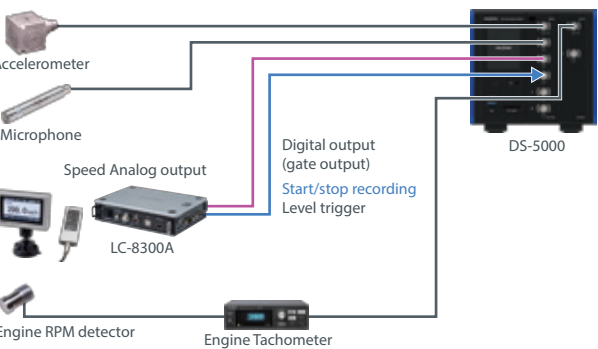 Accelerometer
Microphone
Speed Analog output
LC-8300A
Digital output
(gate output)
Start/stop recording
Level trigger
DS-5000
Engine RPM detector
Engine Tachometer